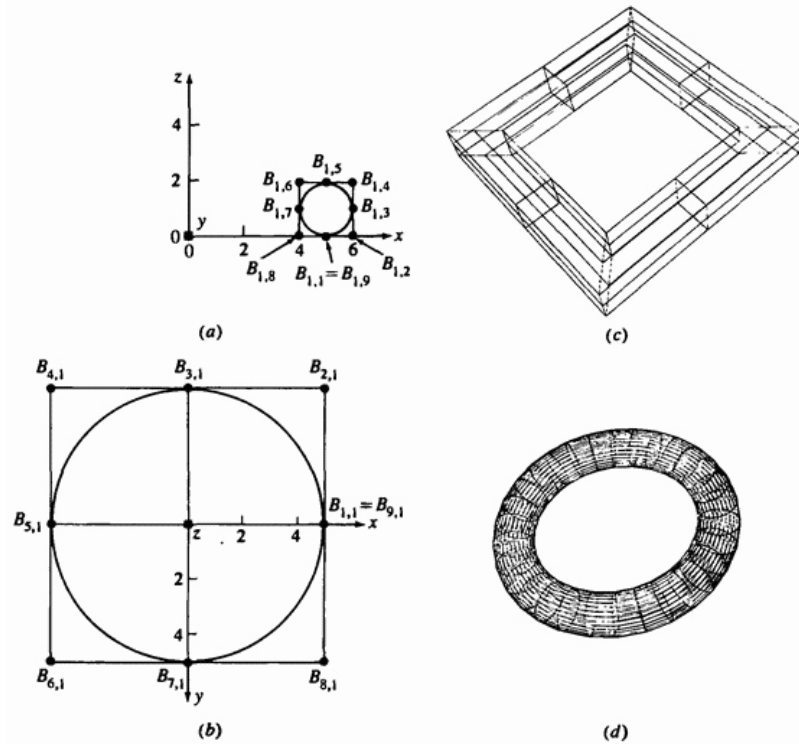 z
4
2
0
y
B1,6
B1,5
B1,4
B1,7
B1,3
0
2
4
6
x
B1,8
B1,1 = B1,9
B1,2
(a)
(c)
B4,1
B3,1
B2,1
B5,1
z
2
4
B1,1 = B9,1
x
2
4
B6,1
B7,1
y
B8,1
(b)
(d)